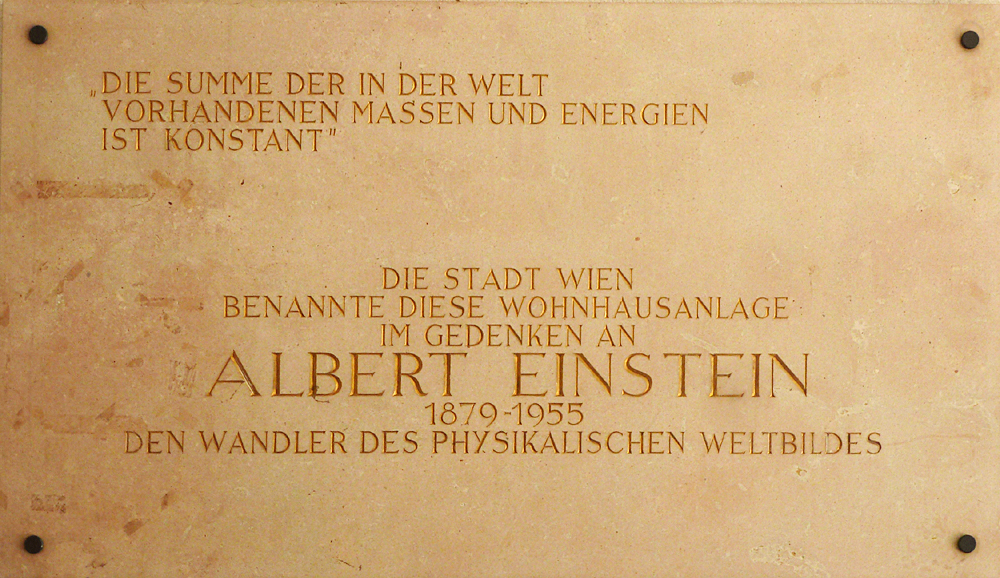 „DIE SUMME DER IN DER WELT
VORHANDENEN MASSEN UND ENERGIEN
IST KONSTANT"
DIE STADT WIEN
BENANNTE DIESE WOHNHAUSANLAGE
IM GEDENKEN AN
ALBERT EINSTEIN
1879-1955
DEN WANDLER DES PHYSIKALISCHEN WELTBILDES